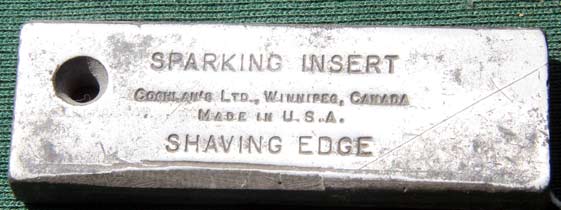 SPARKING INSERT
COGHLAN'S LTD., WINNIPEG, CANADA
MADE IN U.S.A.
SHAVING EDGE